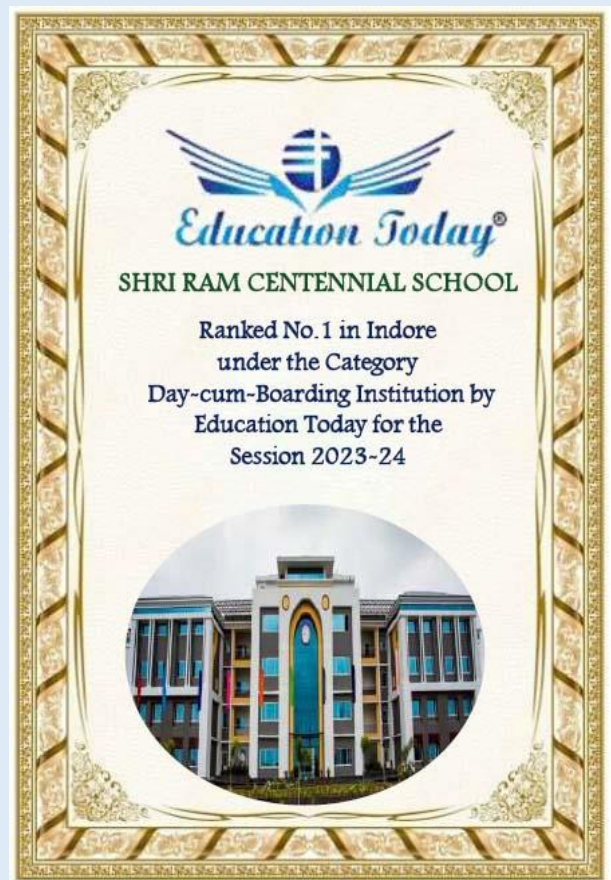 Education Today®
SHRI RAM CENTENNIAL SCHOOL
Ranked No.1 in Indore
under the Category
Day-cum-Boarding Institution by
Education Today for the
Session 2023-24